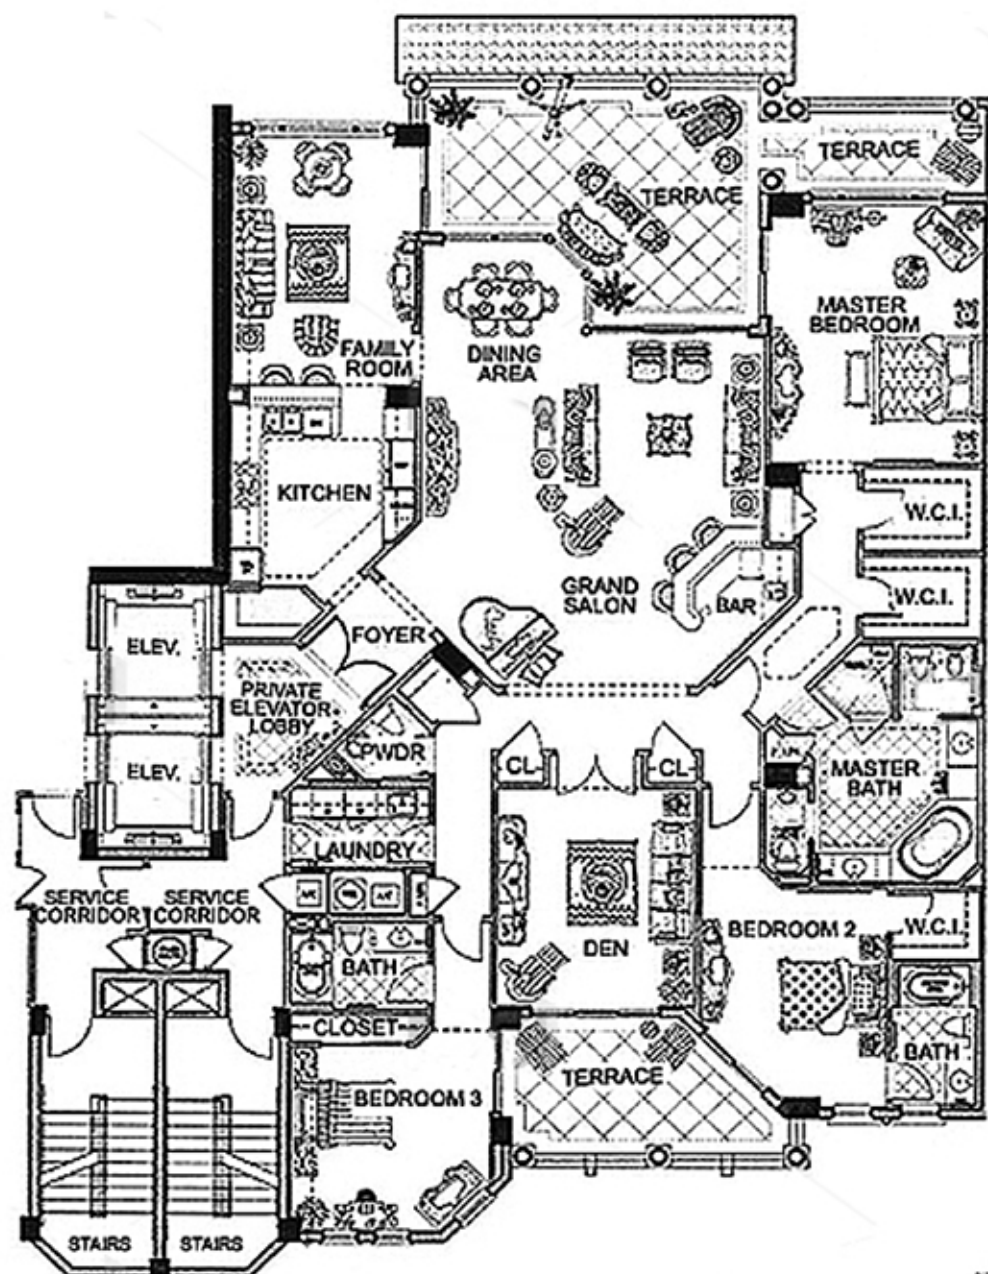 TERRACE
TERRACE
MASTER
BEDROOM
DINING
AREA
FAMILY
ROOM
KITCHEN
W.C.I.
W.C.I.
GRAND
SALON
BAR
FOYER
ELEV.
PRIVATE
ELEVATOR
LOBBY
ELEV.
PWDR
CL
CL
MASTER
BATH
LAUNDRY
SERVICE
CORRIDOR
SERVICE
CORRIDOR
BATH
DEN
BEDROOM 2
W.C.I.
CLOSET
BATH
TERRACE
BEDROOM 3
STAIRS
STAIRS